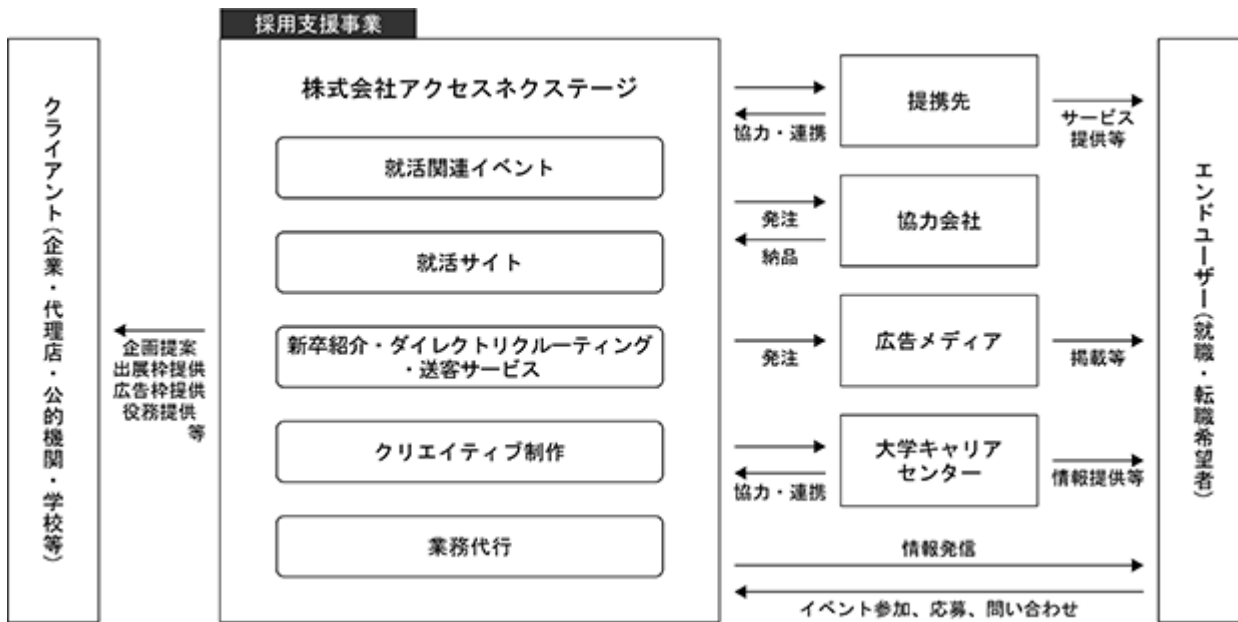 採用支援事業
クライアント（企業・代理店・公的機関・学校等）
企画提案
出展枠提供
広告枠提供
役務提供
等
株式会社アクセスネクステージ
就活関連イベント
就活サイト
新卒紹介・ダイレクトリクルーティング
・送客サービス
クリエイティブ制作
業務代行
協力・連携
提携先
サービス
提供等
発注
納品
協力会社
発注
広告メディア
掲載等
協力・連携
大学キャリア
センター
情報提供等
情報発信
イベント参加、応募、問い合わせ
エンドユーザー（就職・転職希望者）